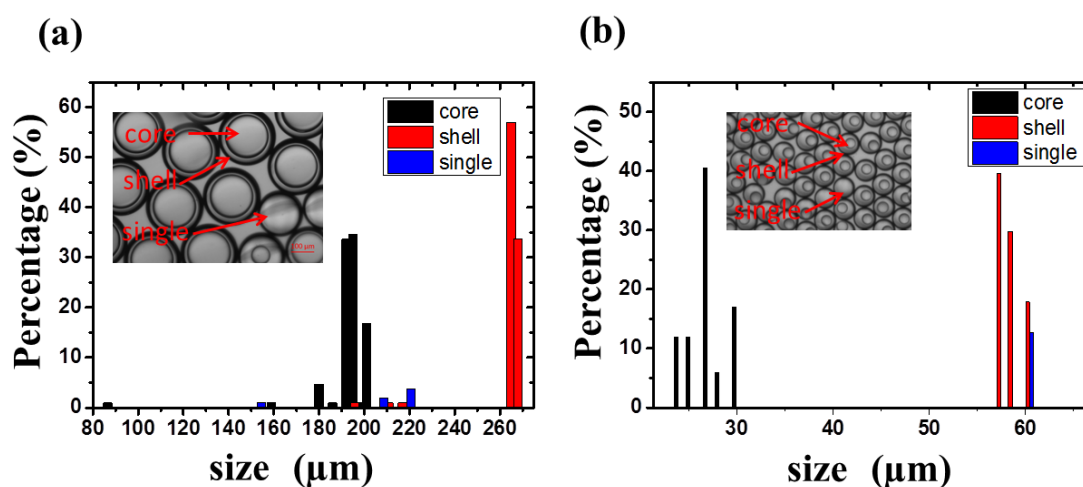 (a)
(b)
Percentage (%)
60
50
40
30
20
10
0
80 100 120 140 160 180 200 220 240 260
size (μm)
core
shell
single
core
shell
single
100 μm
Percentage (%)
50
40
30
20
10
0
30 40 50 60
size (μm)
core
shell
single
core
shell
single